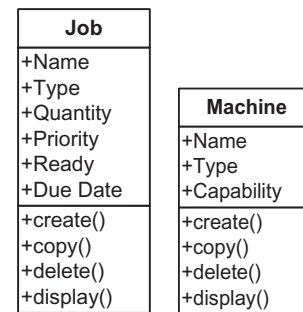 Job
+Name
+Type
+Quantity
+Priority
+Ready
+Due Date
+create()
+copy()
+delete()
+display()
Machine
+Name
+Type
+Capability
+create()
+copy()
+delete()
+display()